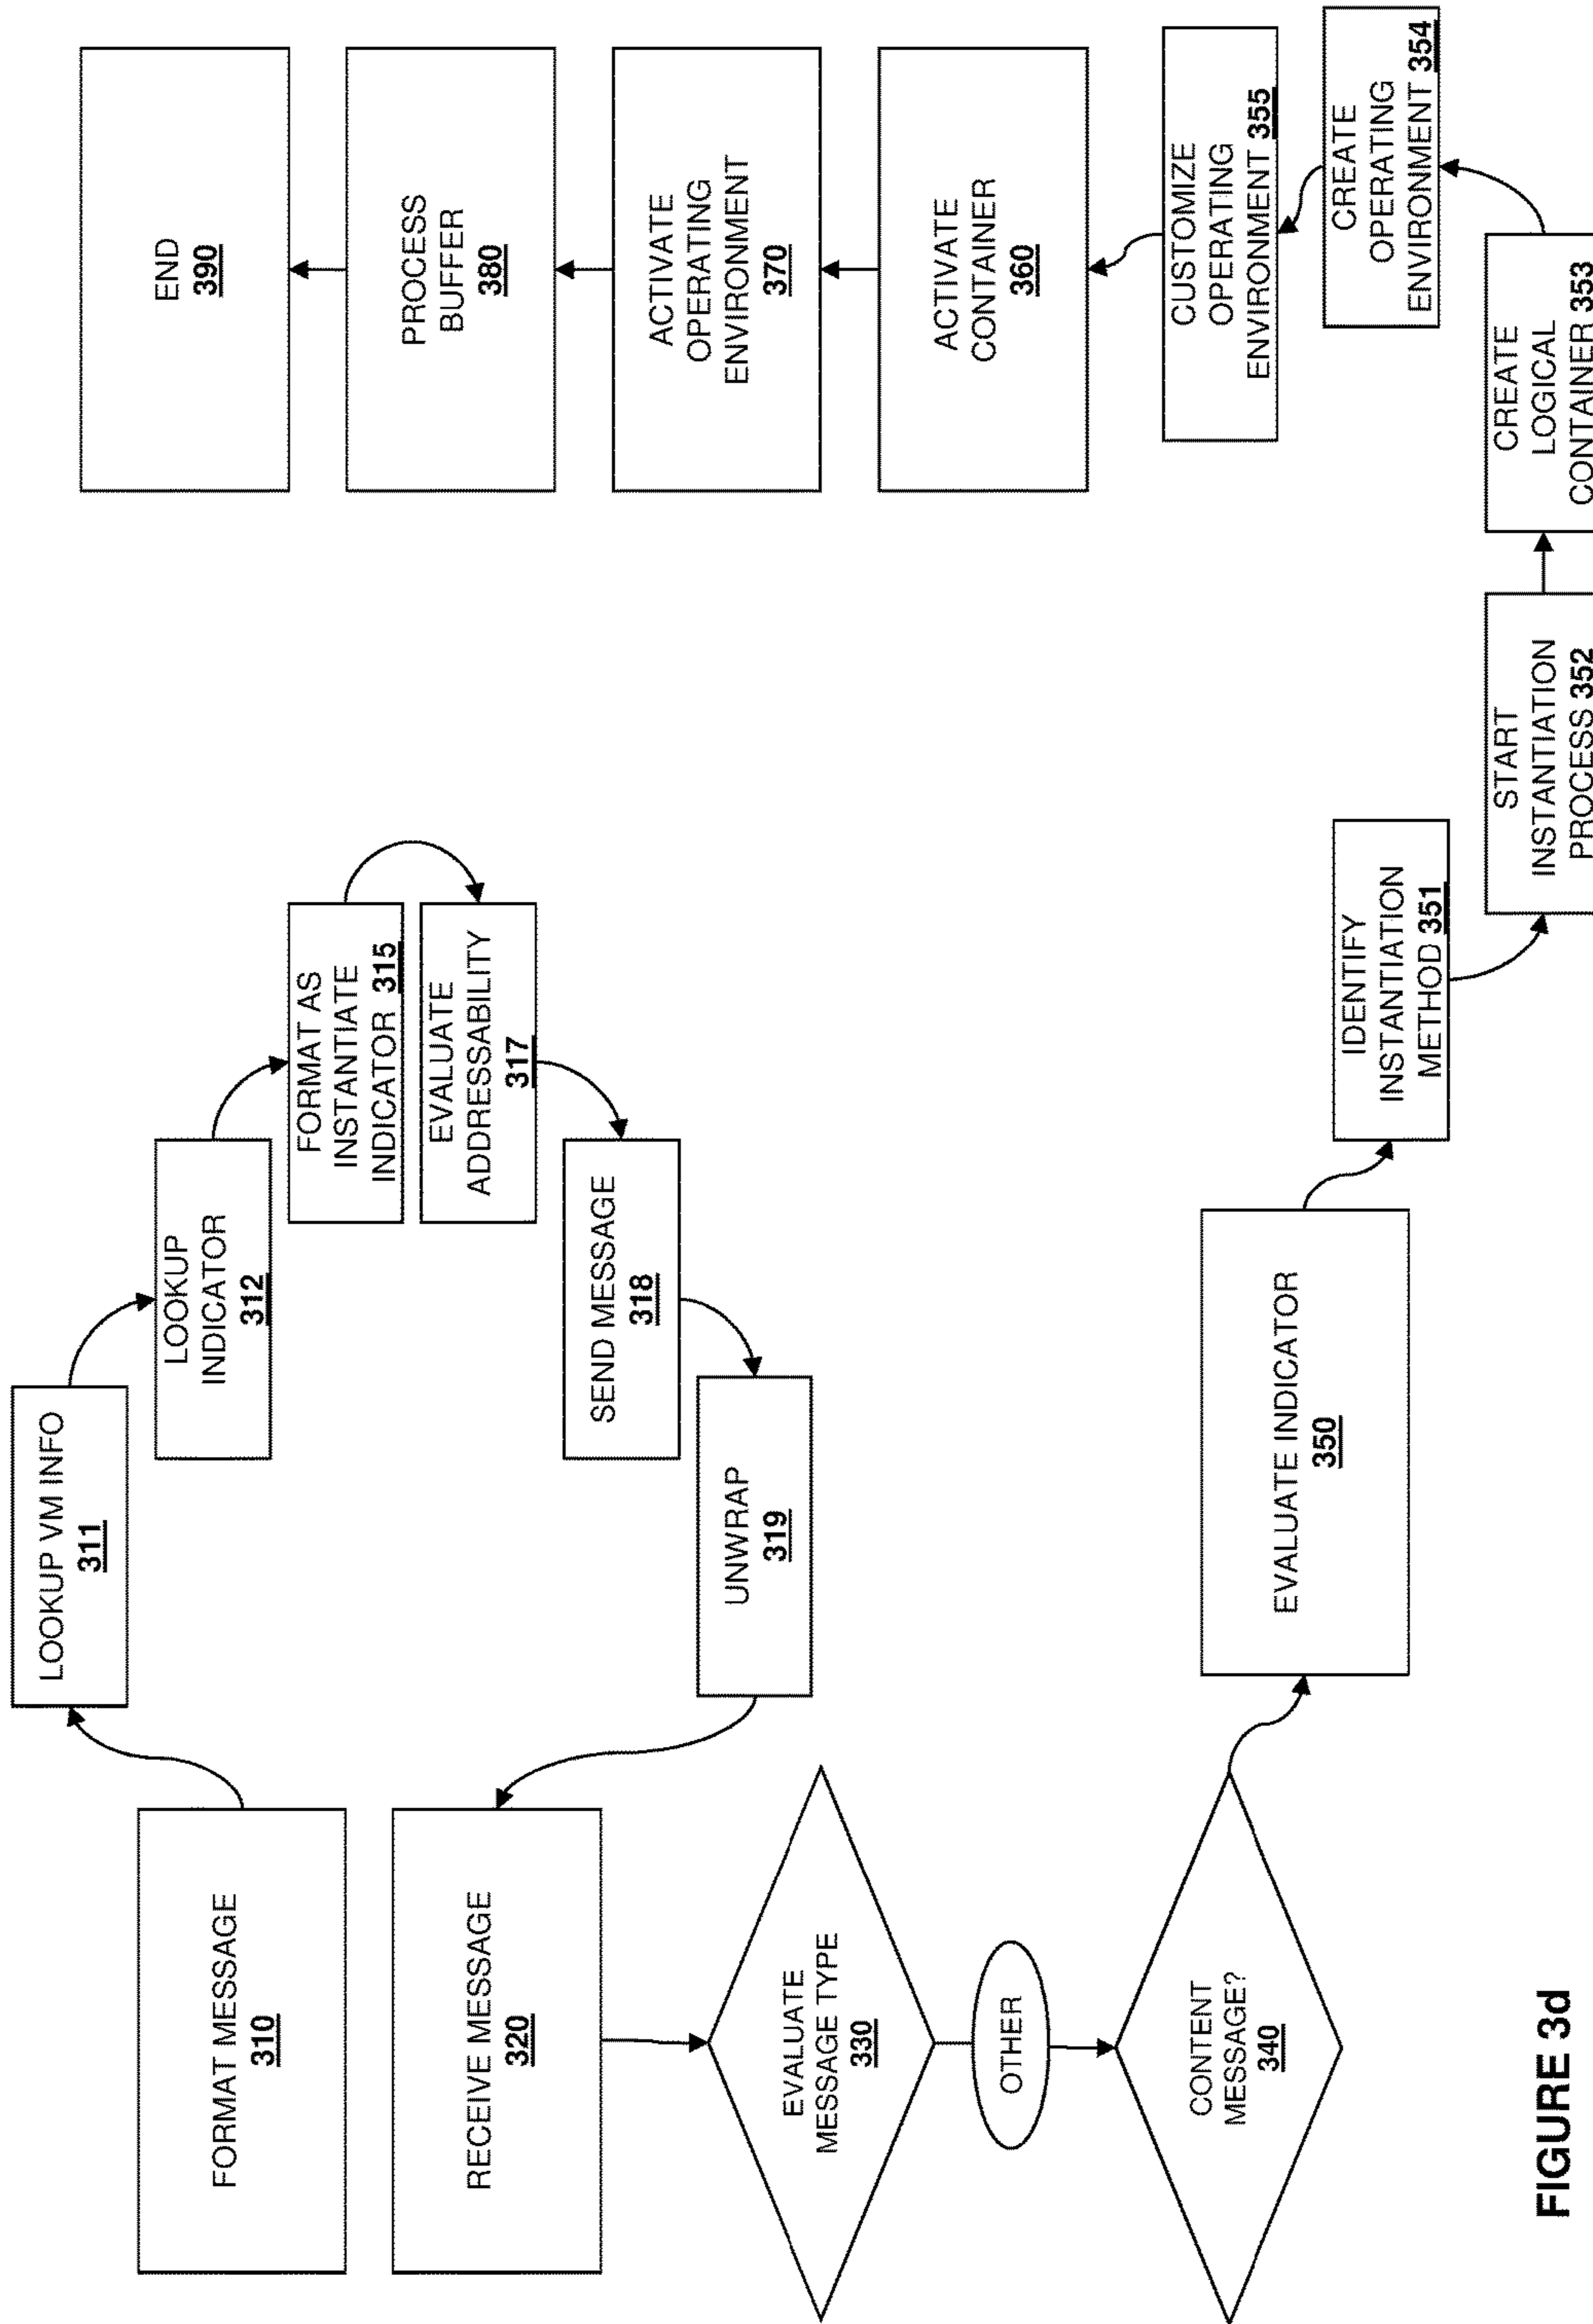 FORMAT MESSAGE
310
LOOKUP VM INFO
311
LOOKUP
INDICATOR
312
FORMAT AS
INSTANTIATE
INDICATOR 315
EVALUATE
ADDRESSABILITY
317
SEND MESSAGE
318
UNWRAP
319
RECEIVE MESSAGE
320
EVALUATE
MESSAGE TYPE
330
OTHER
CONTENT
MESSAGE?
340
EVALUATE INDICATOR
350
IDENTIFY
INSTANTIATION
METHOD 351
START
INSTANTIATION
PROCESS 352
CREATE
LOGICAL
CONTAINER 353
CREATE
OPERATING
ENVIRONMENT 354
CUSTOMIZE
OPERATING
ENVIRONMENT 355
ACTIVATE
CONTAINER
360
ACTIVATE
OPERATING
ENVIRONMENT
370
PROCESS
BUFFER
380
END
390
FIGURE 3d